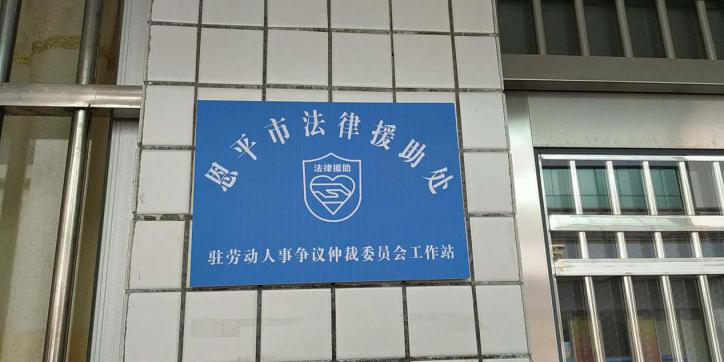 恩平市法律援助处
法律援助
驻劳动人事争议仲裁委员会工作站